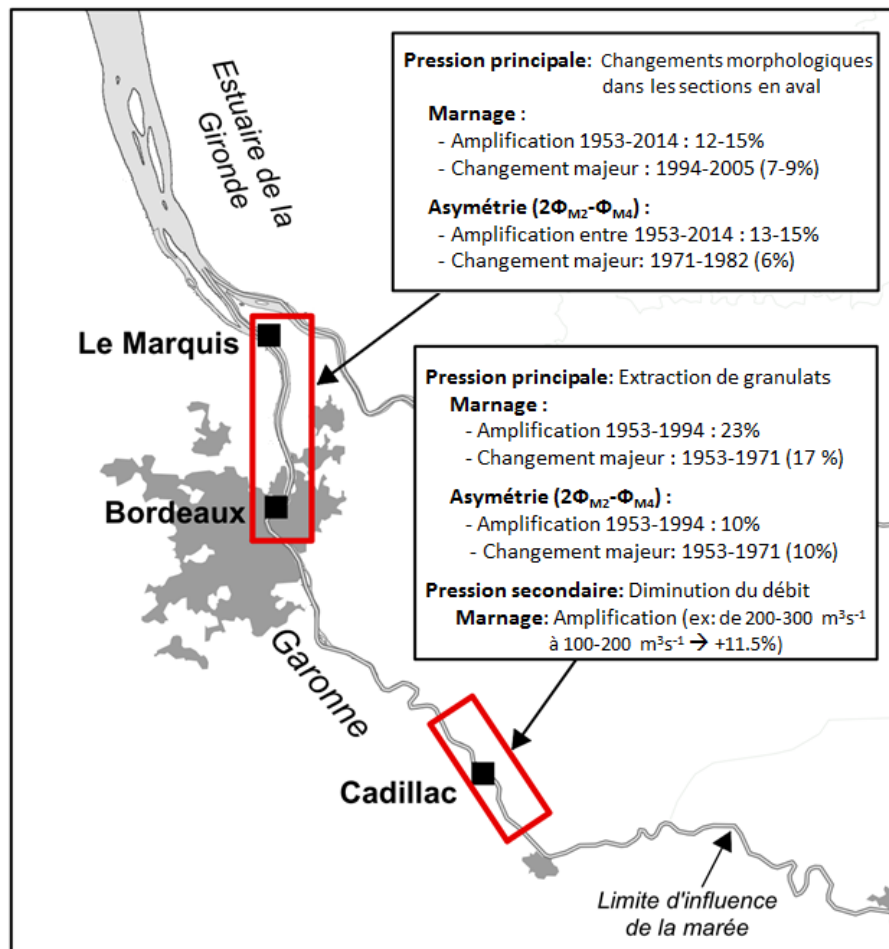 Estuaire de la
Gironde
Pression principale: Changements morphologiques
dans les sections en aval
Marnage :
- Amplification 1953-2014 : 12-15%
- Changement majeur : 1994-2005 (7-9%)
Asymétrie (2ΦM2-ΦM4) :
- Amplification entre 1953-2014 : 13-15%
- Changement majeur: 1971-1982 (6%)
Le Marquis
Bordeaux
Pression principale: Extraction de granulats
Marnage :
- Amplification 1953-1994 : 23%
- Changement majeur : 1953-1971 (17 %)
Asymétrie (2ΦM2-ΦM4) :
- Amplification 1953-1994 : 10%
- Changement majeur: 1953-1971 (10%)
Pression secondaire: Diminution du débit
Marnage: Amplification (ex: de 200-300 m³s⁻¹
à 100-200 m³s⁻¹ → +11.5%)
Garonne
Cadillac
Limite d'influence
de la marée